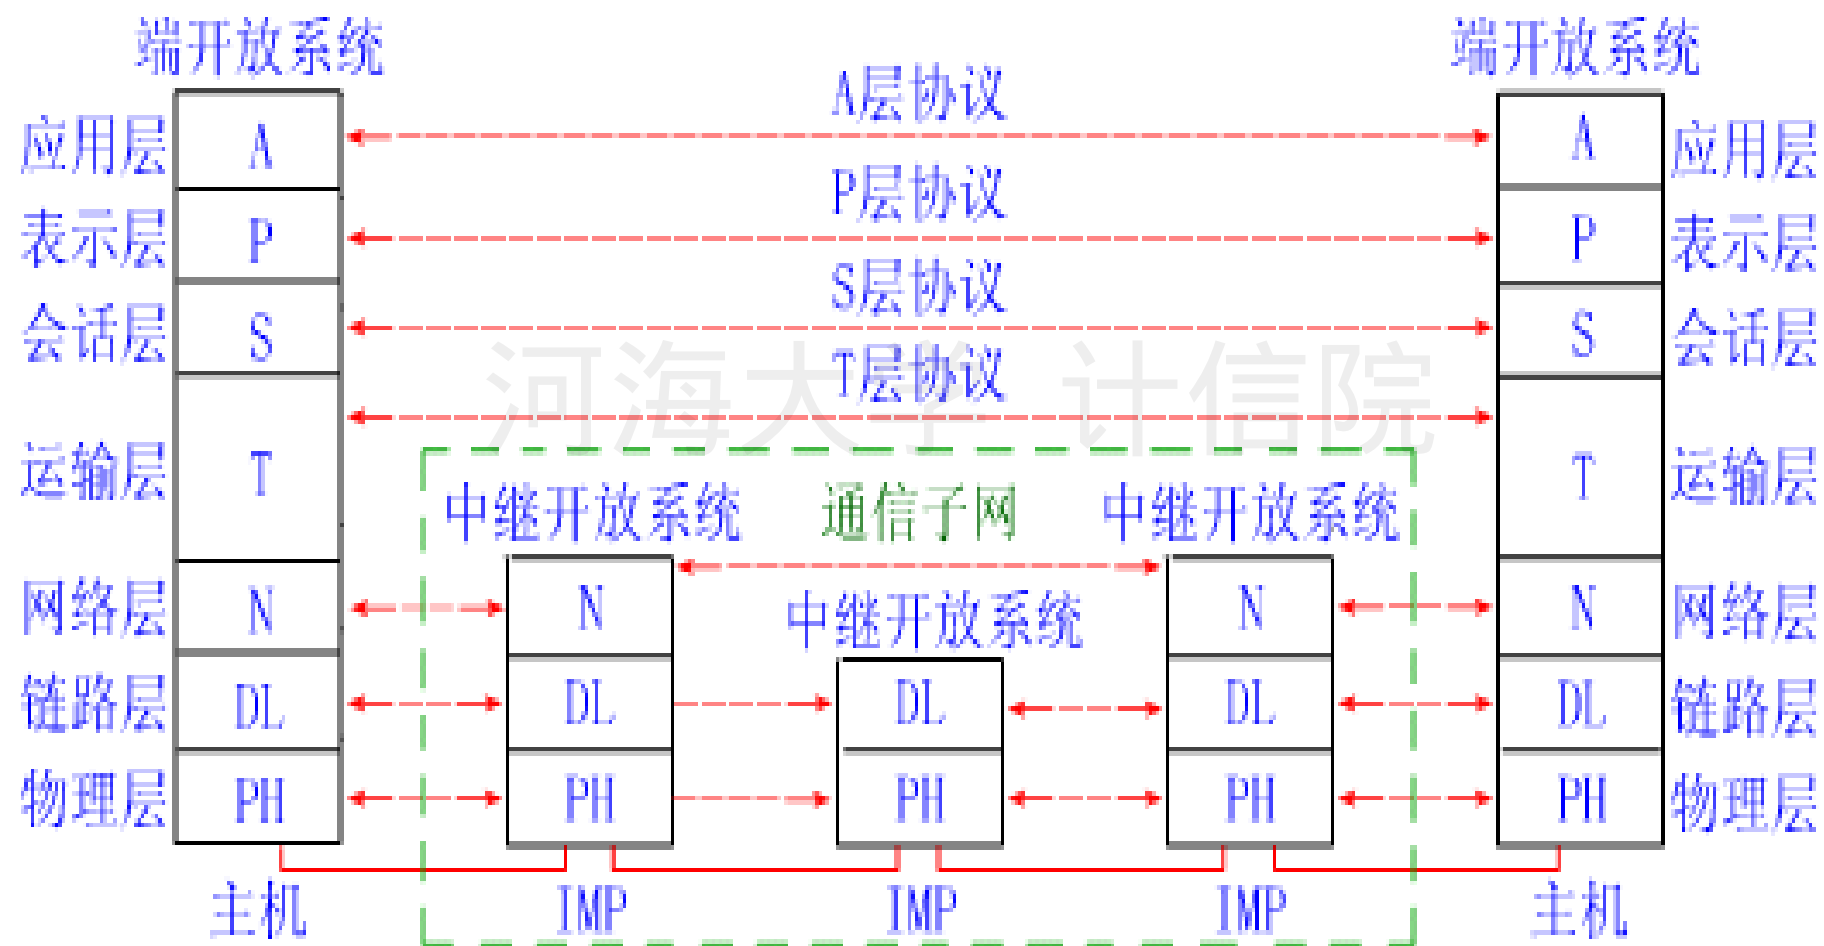 端开放系统 端开放系统
A层协议
应用层 A A 应用层
P层协议
表示层 P P 表示层
S层协议
会话层 S S 会话层
河海大学 计信院
T层协议
运输层 T T 运输层
中继开放系统 通信子网 中继开放系统
网络层 N N N N 网络层
中继开放系统
链路层 DL DL DL DL DL 链路层
物理层 PH PH PH PH PH 物理层
主机 IMP IMP IMP 主机